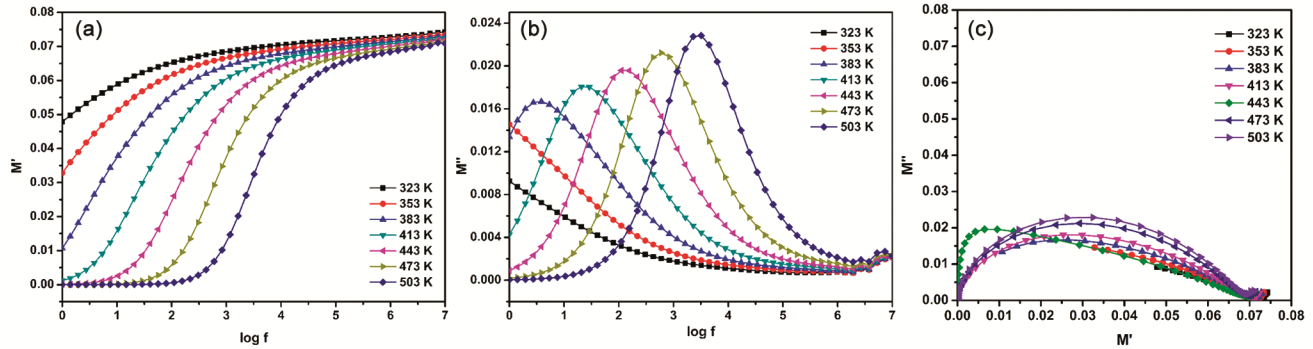 (a)
0.08
0.07
0.06
0.05
0.04
0.03
0.02
0.01
0.00
M'
0 1 2 3 4 5 6 7
log f
323 K
353 K
383 K
413 K
443 K
473 K
503 K
(b)
0.024
0.020
0.016
0.012
0.008
0.004
0.000
M''
0 1 2 3 4 5 6 7
log f
323 K
353 K
383 K
413 K
443 K
473 K
503 K
(c)
0.08
0.07
0.06
0.05
0.04
0.03
0.02
0.01
0.00
M''
0.00 0.01 0.02 0.03 0.04 0.05 0.06 0.07 0.08
M'
323 K
353 K
383 K
413 K
443 K
473 K
503 K